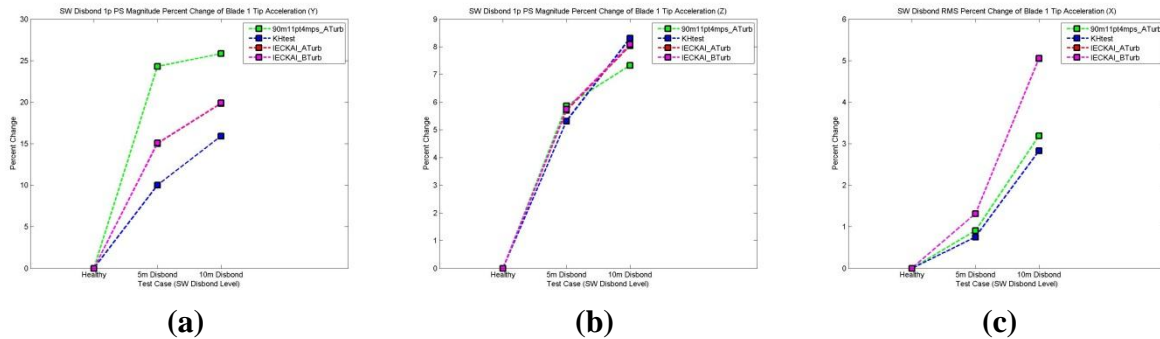 SW Disbond 1p PS Magnitude Percent Change of Blade 1 Tip Acceleration (Y)
30
25
20
15
10
5
0
Percent Change
90m11pt4mps_ATurb
KHtest
IECKAI_ATurb
IECKAI_BTurb
Healthy
5m Disbond
10m Disbond
Test Case (SW Disbond Level)
(a)
SW Disbond 1p PS Magnitude Percent Change of Blade 1 Tip Acceleration (Z)
9
8
7
6
5
4
3
2
1
0
Percent Change
90m11pt4mps_ATurb
KHtest
IECKAI_ATurb
IECKAI_BTurb
Healthy
5m Disbond
10m Disbond
Test Case (SW Disbond Level)
(b)
SW Disbond RMS Percent Change of Blade 1 Tip Acceleration (X)
6
5
4
3
2
1
0
Percent Change
90m11pt4mps_ATurb
KHtest
IECKAI_ATurb
IECKAI_BTurb
Healthy
5m Disbond
10m Disbond
Test Case (SW Disbond Level)
(c)